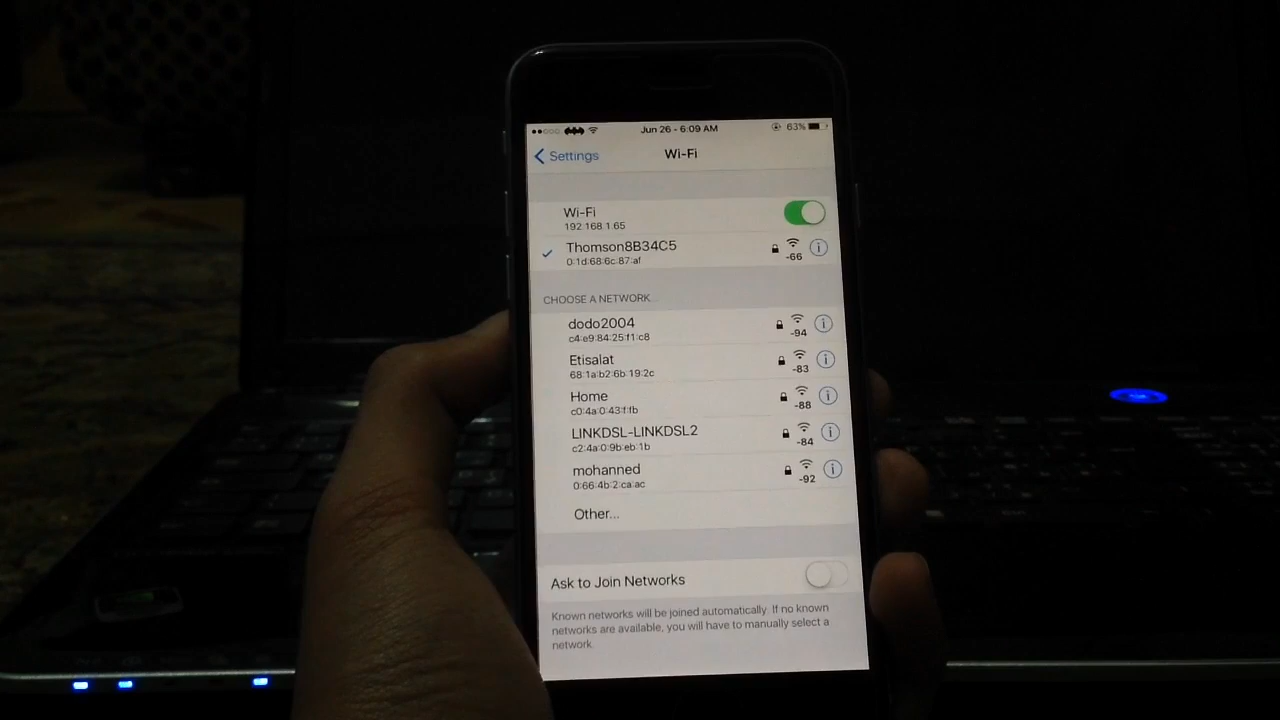 Jun 26 - 6:09 AM 63%
Settings Wi-Fi
Wi-Fi
192.168.1.65
Thomson8B34C5
0:1d:68:6c:87:af -66
CHOOSE A NETWORK...
dodo2004
c4:e9:84:25:f1:c8 -94
Etisalat
68:1a:b2:6b:19:2c -83
Home
c0:4a:0:43:f:fb -88
LINKDSL-LINKDSL2
c2:4a:0:9b:eb:1b -84
mohanned
0:66:4b:2:ca:ac -92
Other...
Ask to Join Networks
Known networks will be joined automatically. If no known
networks are available, you will have to manually select a
network.